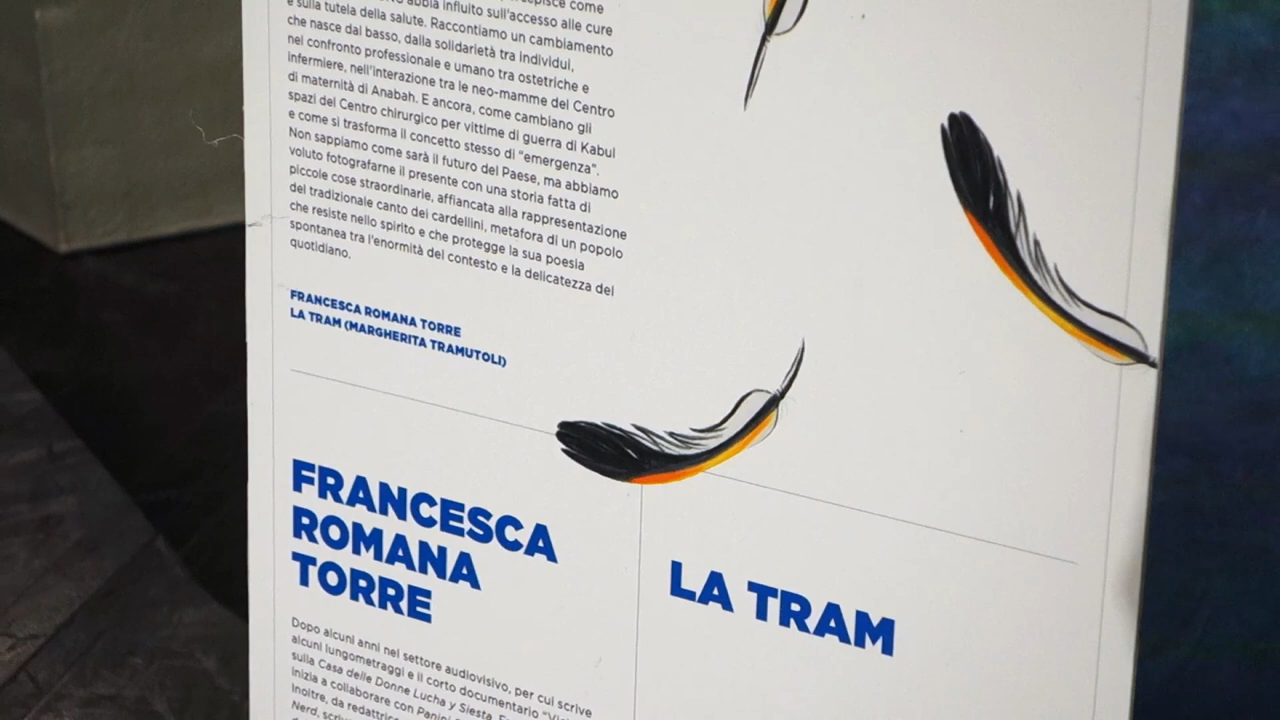 abbia influito sull'accesso alle cure
e sulla tutela della salute. Raccontiamo un cambiamento
che nasce dal basso, dalla solidarietà tra individui,
nel confronto professionale e umano tra ostetriche e
infermiere, nell'interazione tra le neo-mamme del Centro
di maternità di Anabah. E ancora, come cambiano gli
spazi del Centro chirurgico per vittime di guerra di Kabul
e come si trasforma il concetto stesso di "emergenza".
Non sappiamo come sarà il futuro del Paese, ma abbiamo
voluto fotografarne il presente con una storia fatta di
piccole cose straordinarie, affiancata alla rappresentazione
del tradizionale canto dei cardellini, metafora di un popolo
che resiste nello spirito e che protegge la sua poesia
spontanea tra l'enormità del contesto e la delicatezza del
quotidiano.
FRANCESCA ROMANA TORRE
LA TRAM (MARGHERITA TRAMUTOLI)
FRANCESCA
ROMANA
TORRE
Dopo alcuni anni nel settore audiovisivo, per cui scrive
alcuni lungometraggi e il corto documentario
sulla Casa delle Donne Lucha y Siesta,
inizia a collaborare con Panini
Inoltre, da
Nerd,
LA TRAM